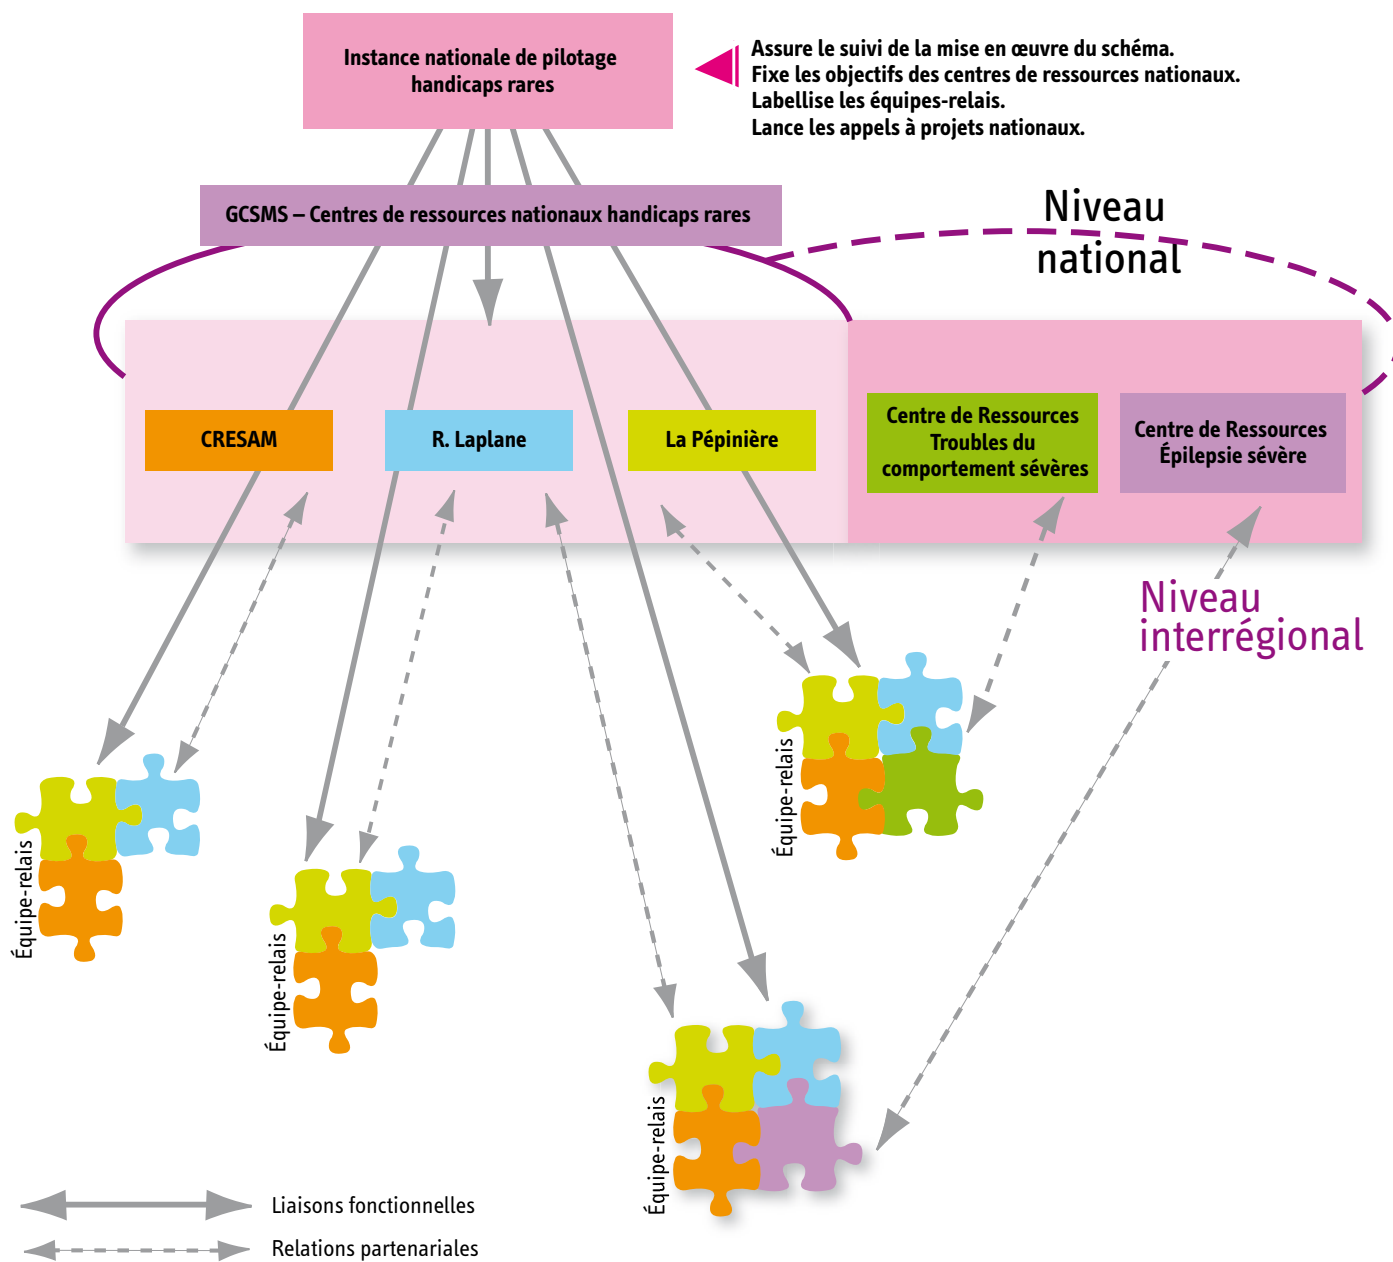 Instance nationale de pilotage
handicaps rares
Assure le suivi de la mise en œuvre du schéma.
Fixe les objectifs des centres de ressources nationaux.
Labellise les équipes-relais.
Lance les appels à projets nationaux.
GCSMS – Centres de ressources nationaux handicaps rares
Niveau
national
CRESAM
R. Laplane
La Pépinière
Centre de Ressources
Troubles du
comportement sévères
Centre de Ressources
Épilepsie sévère
Niveau
interrégional
Équipe-relais
Équipe-relais
Équipe-relais
Équipe-relais
Liaisons fonctionnelles
Relations partenariales